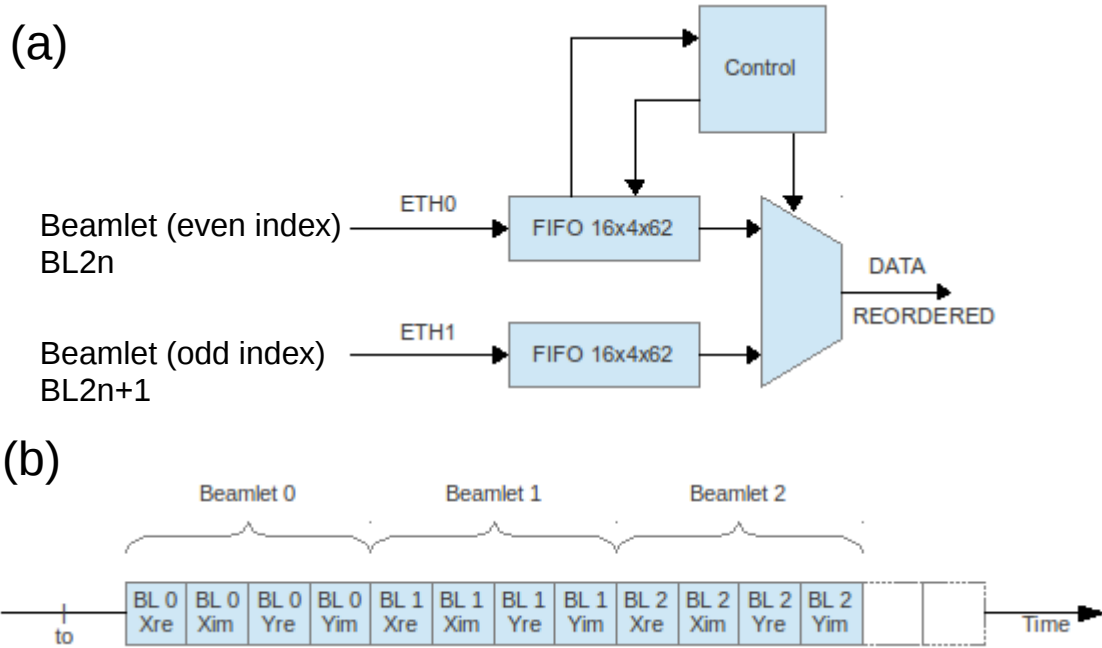 (a)
Control
ETH0
Beamlet (even index)
BL2n
FIFO 16x4x62
DATA
REORDERED
ETH1
Beamlet (odd index)
BL2n+1
FIFO 16x4x62
(b)
Beamlet 0 Beamlet 1 Beamlet 2
BL 0 BL 0 BL 0 BL 0 BL 1 BL 1 BL 1 BL 1 BL 2 BL 2 BL 2 BL 2
Xre Xim Yre Yim Xre Xim Yre Yim Xre Xim Yre Yim
to
Time